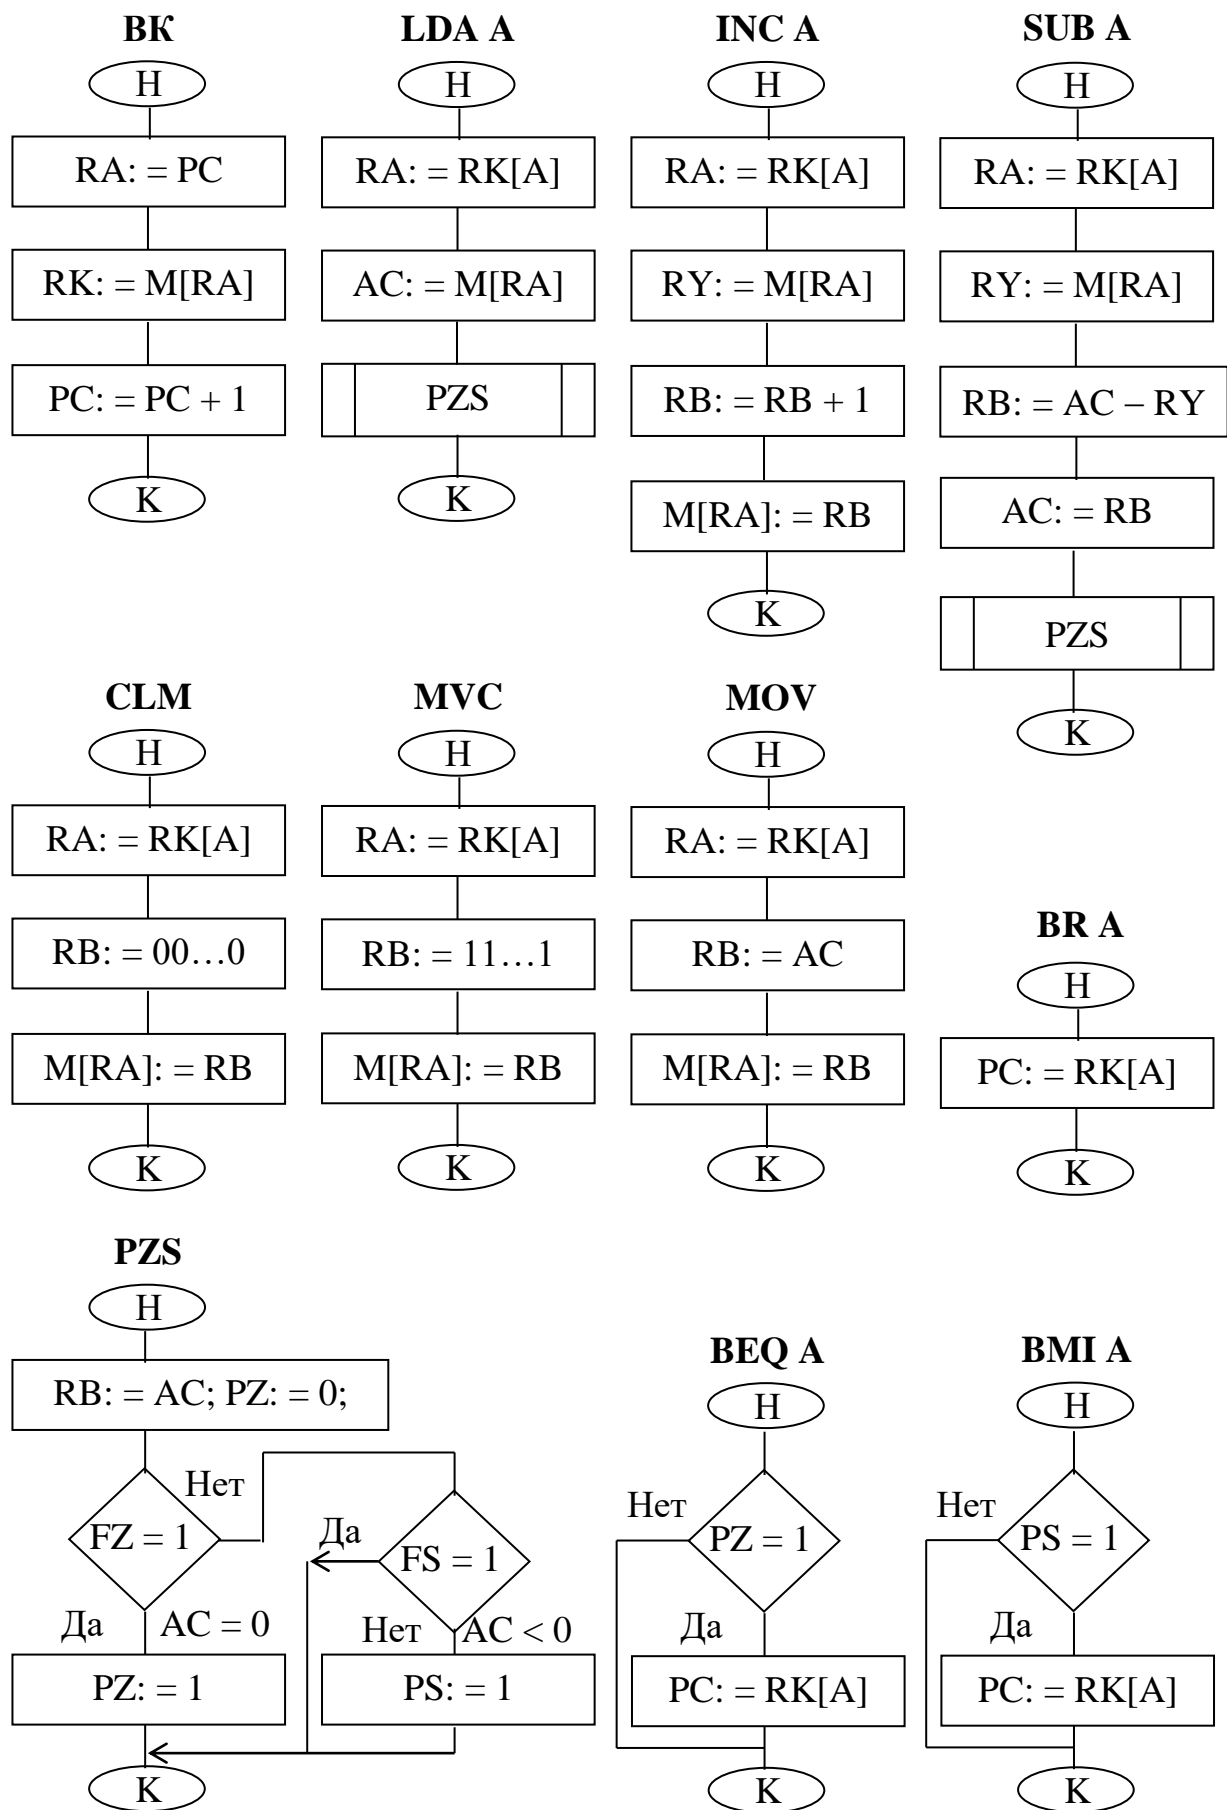 ВК
Н
RA: = PC
RK: = M[RA]
PC: = PC + 1
К
LDA A
Н
RA: = RK[A]
AC: = M[RA]
PZS
К
INC A
Н
RA: = RK[A]
RY: = M[RA]
RB: = RB + 1
M[RA]: = RB
К
SUB A
Н
RA: = RK[A]
RY: = M[RA]
RB: = AC – RY
AC: = RB
PZS
К
CLM
Н
RA: = RK[A]
RB: = 00…0
M[RA]: = RB
К
MVC
Н
RA: = RK[A]
RB: = 11…1
M[RA]: = RB
К
MOV
Н
RA: = RK[A]
RB: = AC
M[RA]: = RB
К
BR A
Н
PC: = RK[A]
К
PZS
Н
RB: = AC; PZ: = 0;
FZ = 1
Нет
Да
AC = 0
PZ: = 1
FS = 1
Да
Нет
AC < 0
PS: = 1
К
BEQ A
Н
Нет
PZ = 1
Да
PC: = RK[A]
К
BMI A
Н
Нет
PS = 1
Да
PC: = RK[A]
К